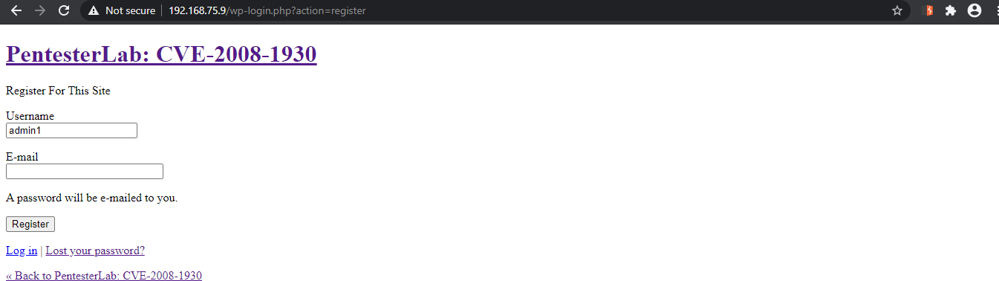 Not secure | 192.168.75.9/wp-login.php?action=register
PentesterLab: CVE-2008-1930
Register For This Site
Username
admin1
E-mail
A password will be e-mailed to you.
Register
Log in | Lost your password?
« Back to PentesterLab: CVE-2008-1930